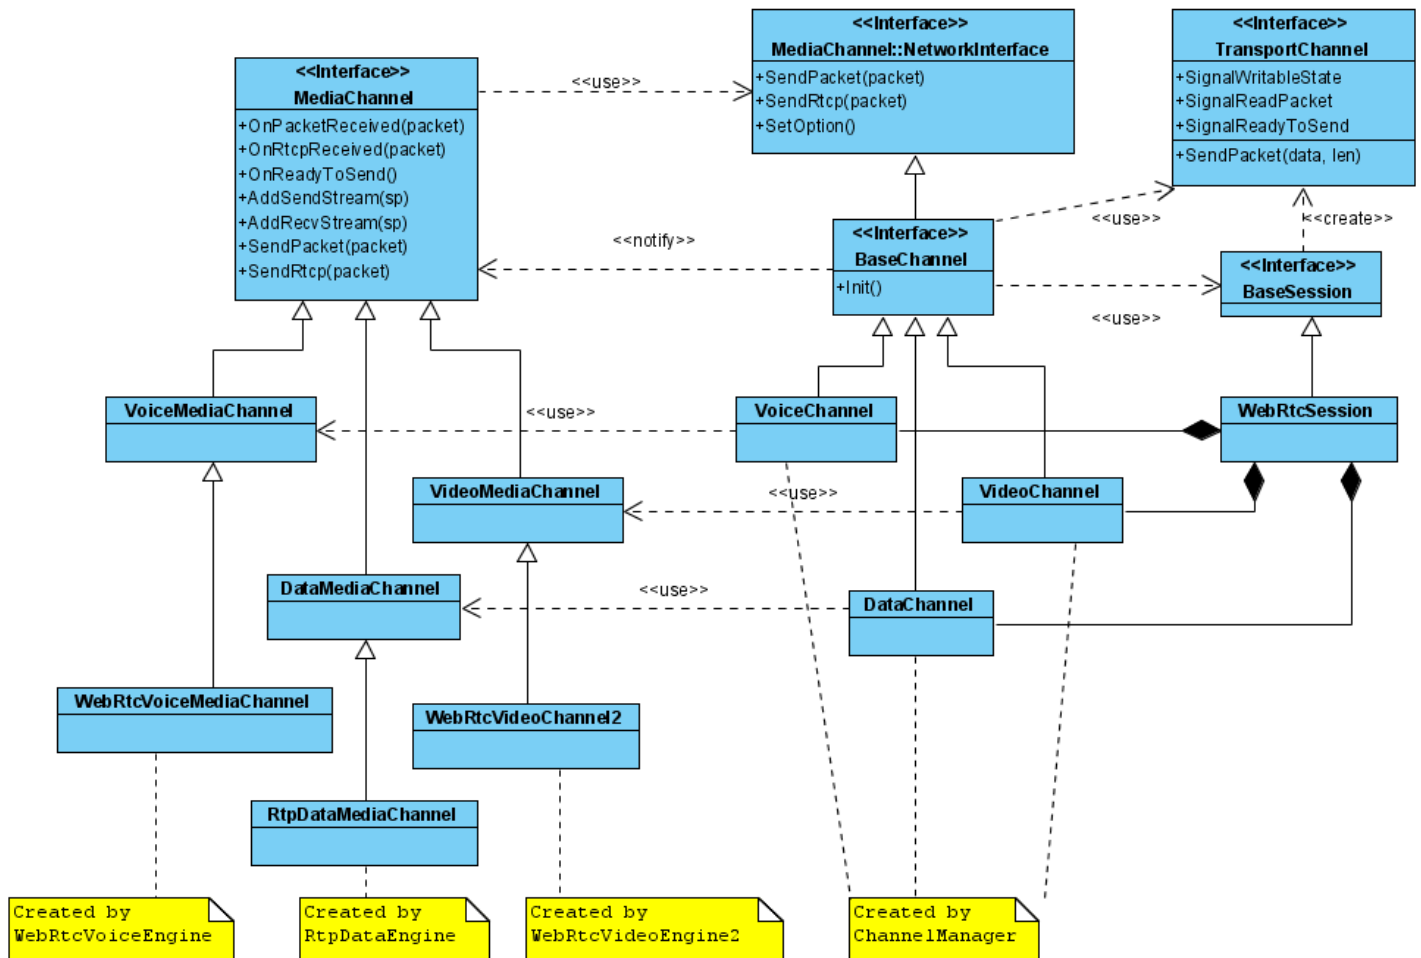 <<Interface>>
MediaChannel::NetworkInterface
+SendPacket(packet)
+SendRtcp(packet)
+SetOption()
<<Interface>>
TransportChannel
+SignalWritableState
+SignalReadPacket
+SignalReadyToSend
+SendPacket(data, len)
<<Interface>>
MediaChannel
+OnPacketReceived(packet)
+OnRtcpReceived(packet)
+OnReadyToSend()
+AddSendStream(sp)
+AddRecvStream(sp)
+SendPacket(packet)
+SendRtcp(packet)
<<use>>
<<notify>>
<<Interface>>
BaseChannel
+Init()
<<use>>
<<create>>
<<Interface>>
BaseSession
<<use>>
VoiceMediaChannel
<<use>>
VoiceChannel
WebRtcSession
VideoMediaChannel
<<use>>
VideoChannel
DataMediaChannel
<<use>>
DataChannel
WebRtcVoiceMediaChannel
WebRtcVideoChannel2
RtpDataMediaChannel
Created by
WebRtcVoiceEngine
Created by
RtpDataEngine
Created by
WebRtcVideoEngine2
Created by
ChannelManager